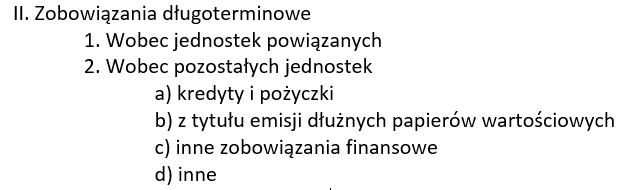 II. Zobowiązania długoterminowe
1. Wobec jednostek powiązanych
2. Wobec pozostałych jednostek
a) kredyty i pożyczki
b) z tytułu emisji dłużnych papierów wartościowych
c) inne zobowiązania finansowe
d) inne